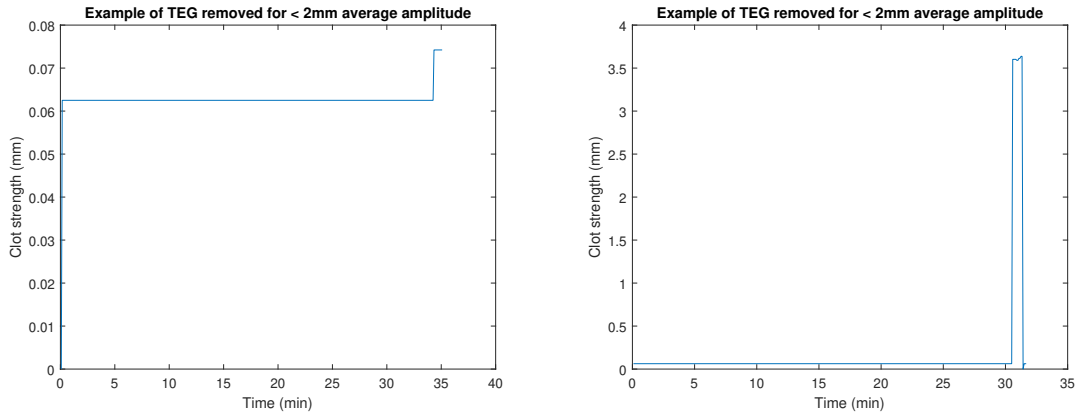 Example of TEG removed for < 2mm average amplitude
0.08
0.07
0.06
0.05
0.04
0.03
0.02
0.01
0
Clot strength (mm)
0 5 10 15 20 25 30 35 40
Time (min)
Example of TEG removed for < 2mm average amplitude
4
3.5
3
2.5
2
1.5
1
0.5
0
Clot strength (mm)
0 5 10 15 20 25 30 35
Time (min)